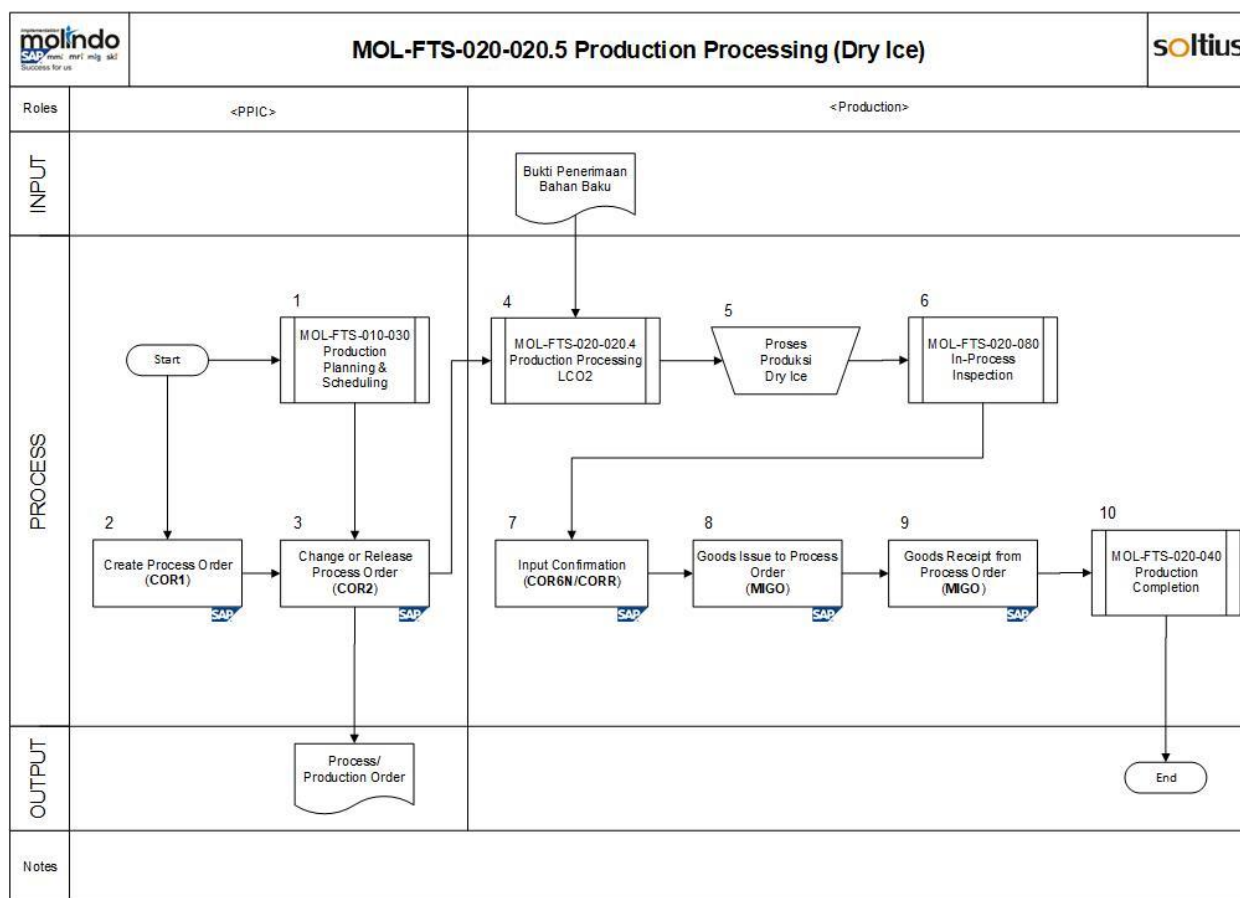 implementation
molindo
SAP mmi mri mlg skl
Success for us
MOL-FTS-020-020.5 Production Processing (Dry Ice)
soltius
Roles
<PPIC>
<Production>
INPUT
Bukti Penerimaan
Bahan Baku
PROCESS
Start
1
MOL-FTS-010-030
Production
Planning &
Scheduling
4
MOL-FTS-020-020.4
Production Processing
LCO2
5
Proses
Produksi
Dry Ice
6
MOL-FTS-020-080
In-Process
Inspection
2
Create Process Order
(COR1)
SAP
3
Change or Release
Process Order
(COR2)
SAP
7
Input Confirmation
(COR6N/CORR)
SAP
8
Goods Issue to Process
Order
(MIGO)
SAP
9
Goods Receipt from
Process Order
(MIGO)
SAP
10
MOL-FTS-020-040
Production
Completion
OUTPUT
Process/
Production Order
End
Notes